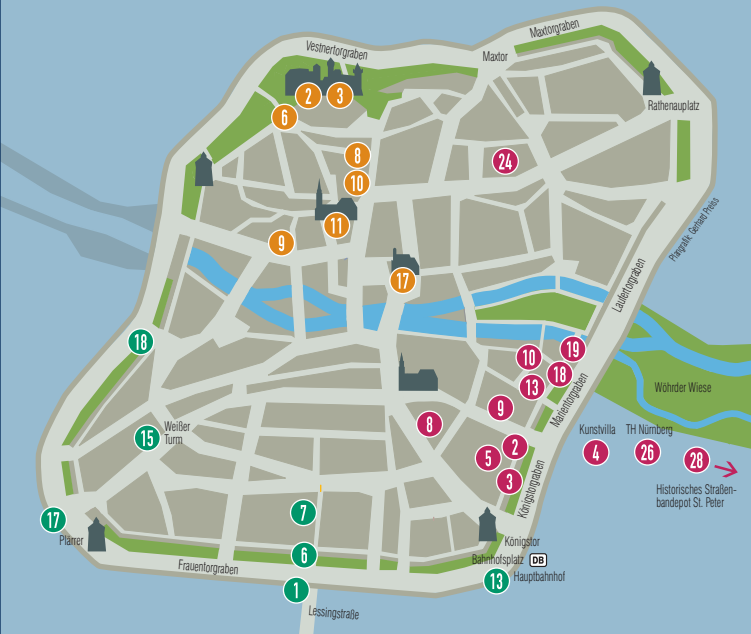 Maxtorgraben
Vestnertorgraben
Maxtor
Rathenauplatz
2
3
6
8
24
10
11
9
17
Plangrafik: Gerhard Preiss
Laufertorgraben
18
19
10
18
13
Wöhrder Wiese
Marientorgraben
9
8
Weißer
Turm
15
2
5
3
Kunstvilla
4
TH Nürnberg
26
28
Historisches Straßen-
bandepot St. Peter
Königstorgraben
7
17
Plärrer
Königstor
6
Bahnhofsplatz
DB
Frauentorgraben
13
Hauptbahnhof
1
Lessingstraße